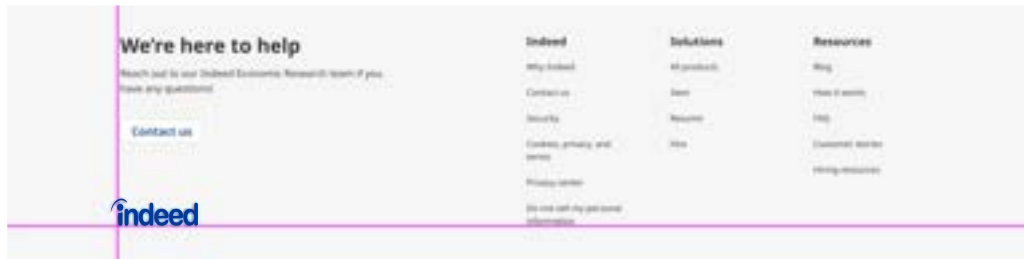 We're here to help
Reach out to our Indeed Economic Research team if you
have any questions!
Contact us
indeed
Indeed
Why Indeed
Contact us
Security
Cookies, privacy, and
terms
Privacy center
Do not sell my personal
information
Solutions
All products
Resume
Hire
Resources
Blog
How it works
FAQ
Customer stories
Hiring resources